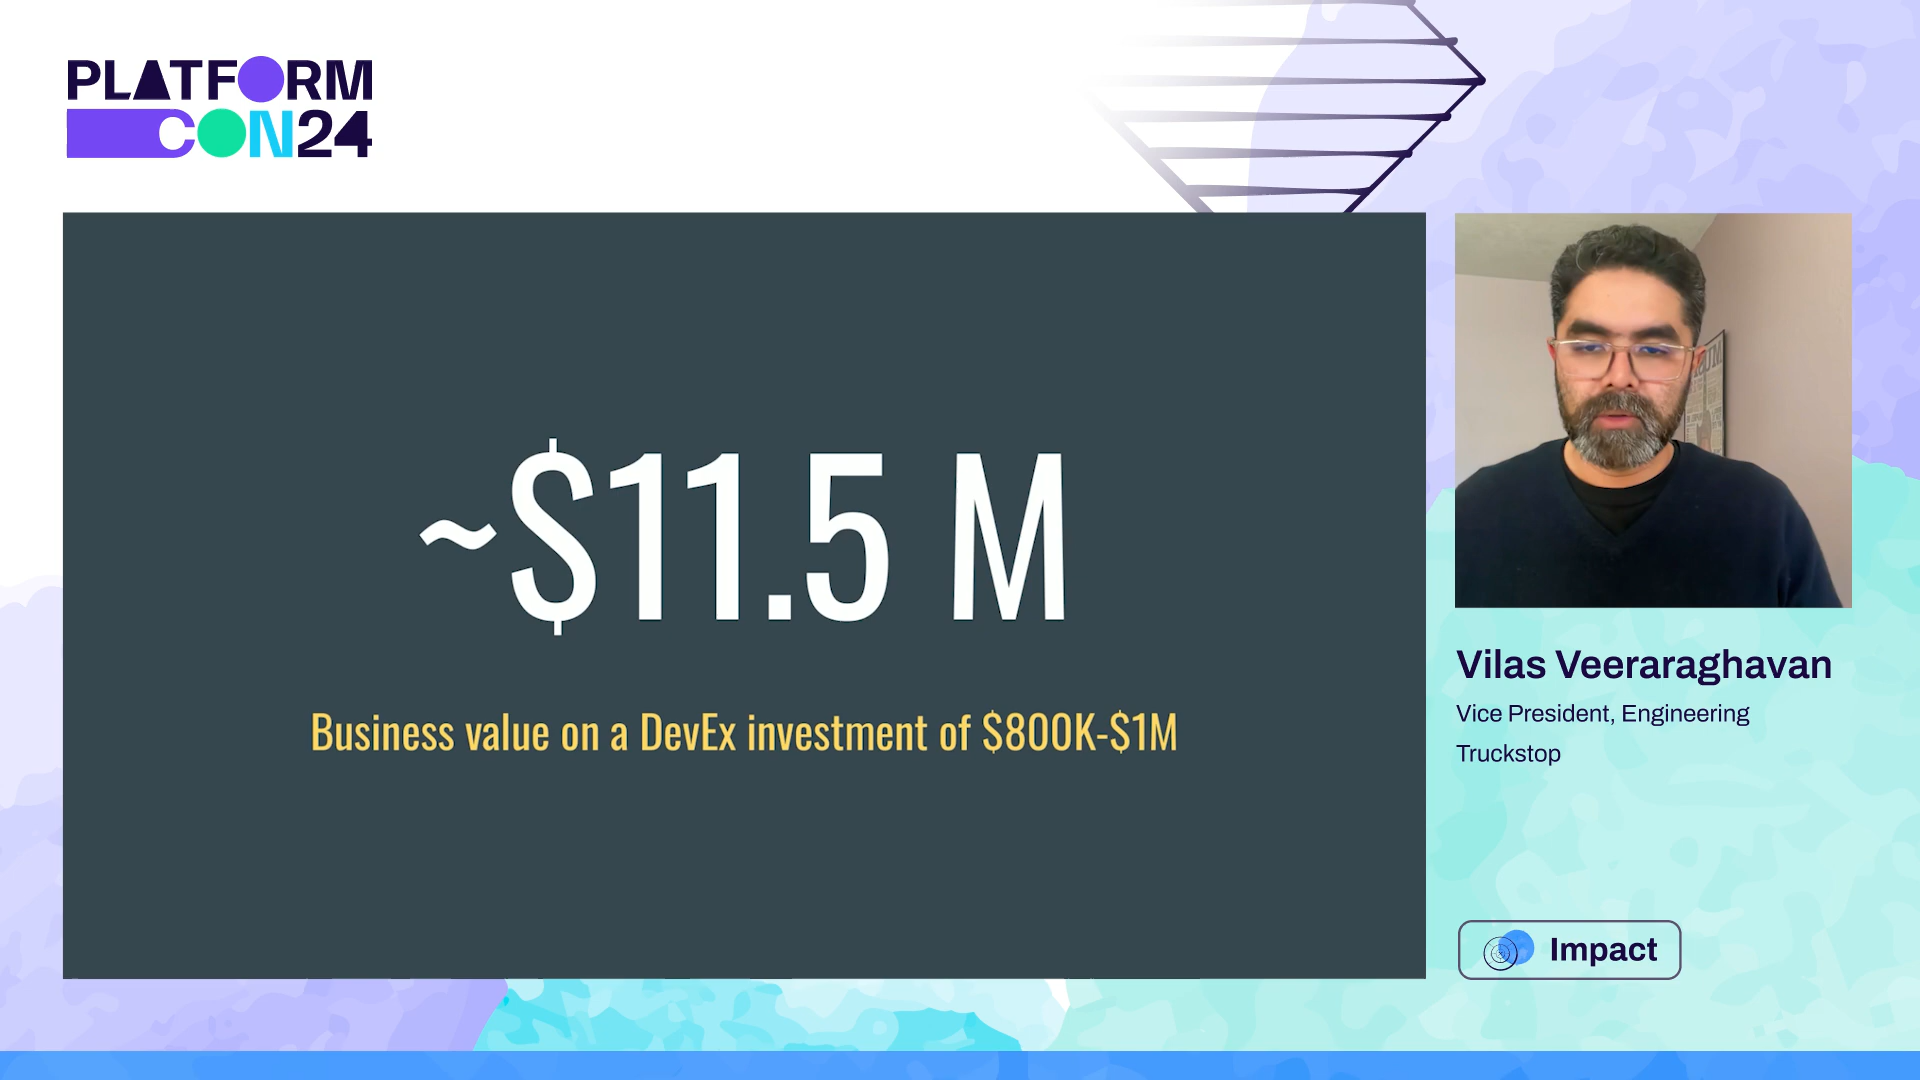 PLATFORM
CON24
~$11.5 M
Business value on a DevEx investment of $800K-$1M
Vilas Veeraraghavan
Vice President, Engineering
Truckstop
Impact